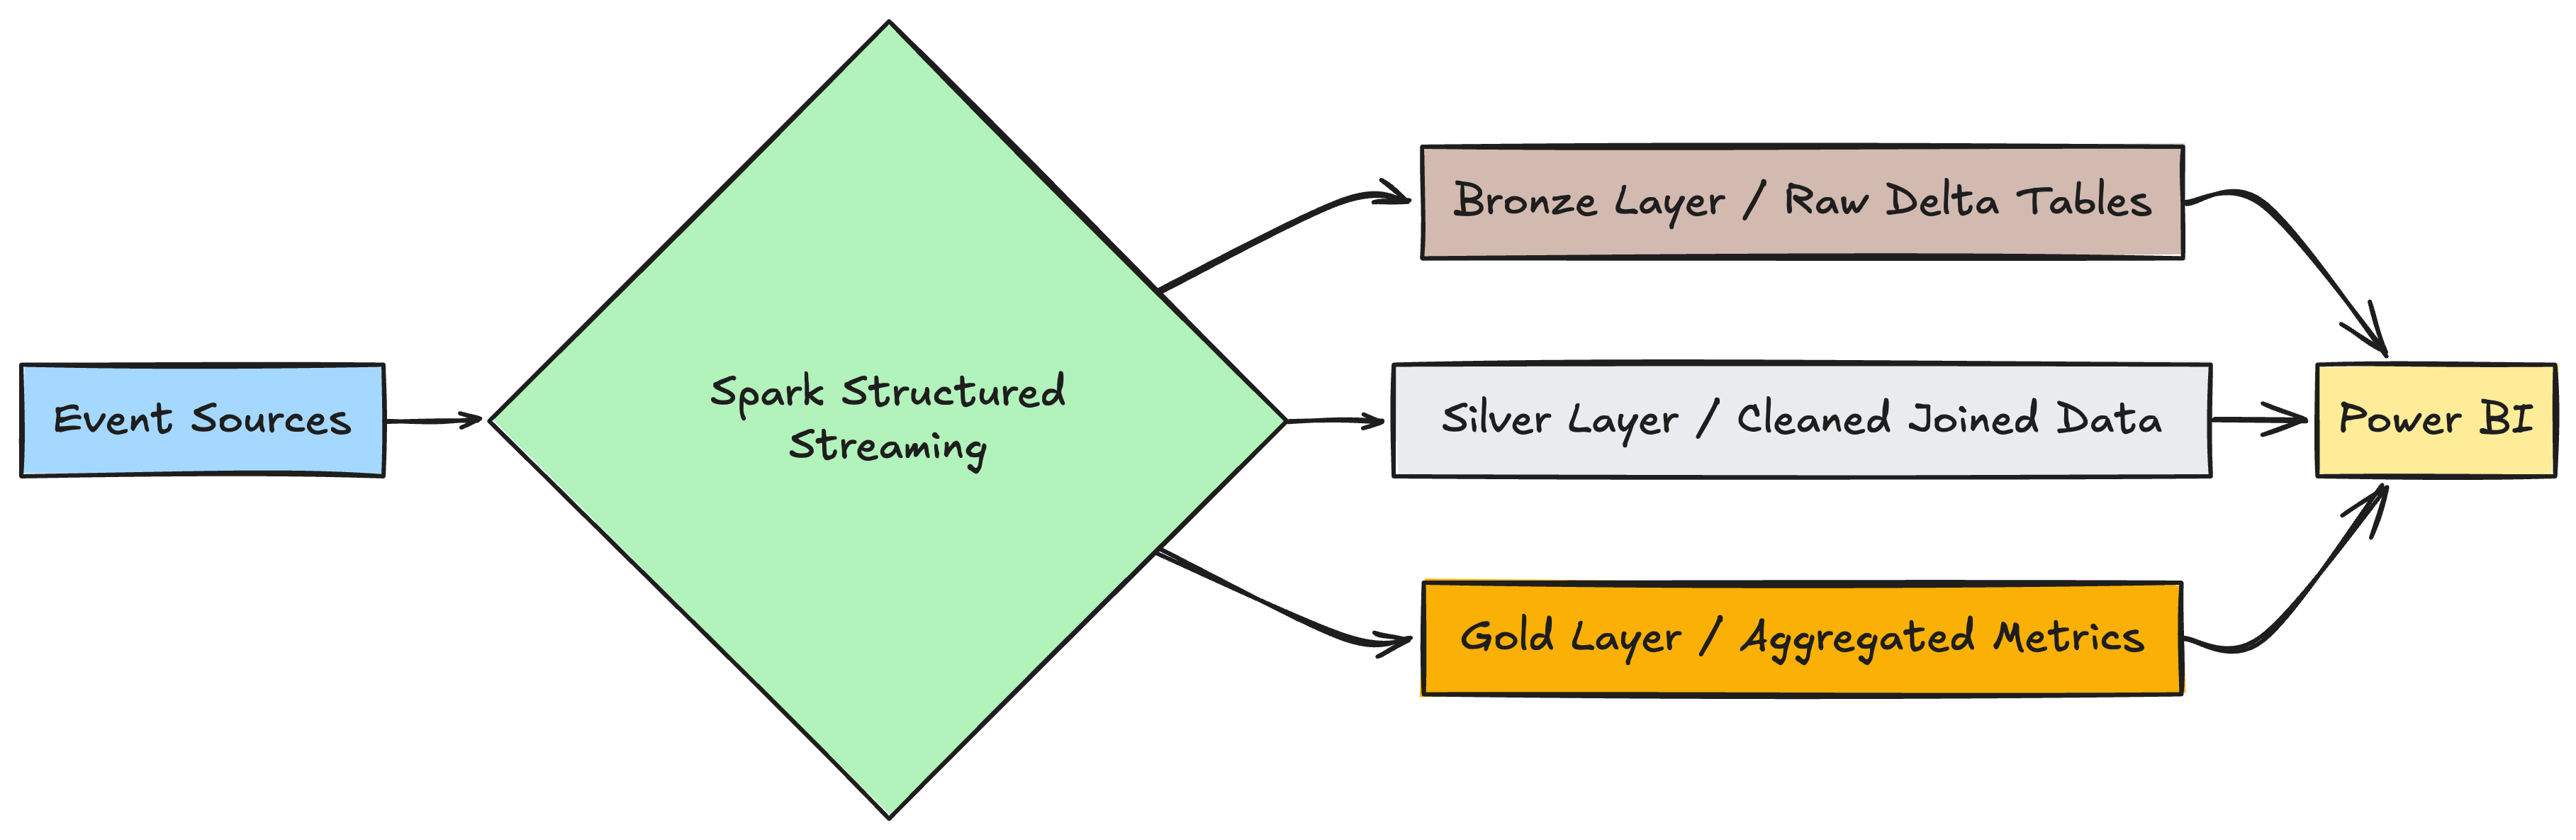 Event Sources
Spark Structured
Streaming
Bronze Layer / Raw Delta Tables
Silver Layer / Cleaned Joined Data
Gold Layer / Aggregated Metrics
Power BI